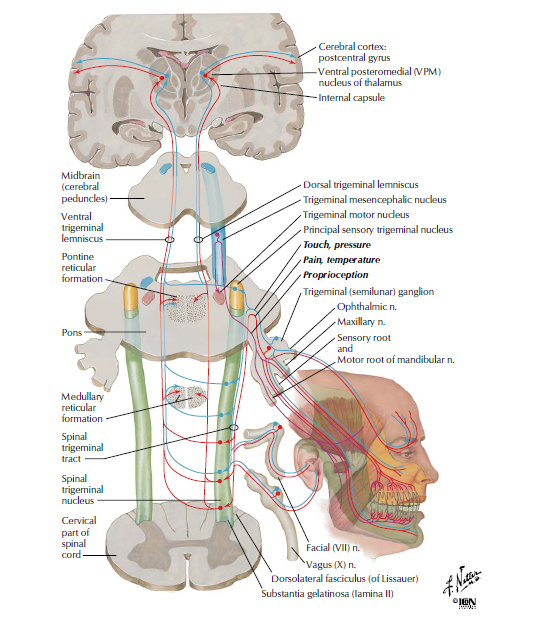 Cerebral cortex:
postcentral gyrus
Ventral posteromedial (VPM)
nucleus of thalamus
Internal capsule
Midbrain
(cerebral
peduncles)
Ventral
trigeminal
lemniscus
Pontine
reticular
formation
Pons
Medullary
reticular
formation
Spinal
trigeminal
tract
Spinal
trigeminal
nucleus
Cervical
part of
spinal
cord
Dorsal trigeminal lemniscus
Trigeminal mesencephalic nucleus
Trigeminal motor nucleus
Principal sensory trigeminal nucleus
Touch, pressure
Pain, temperature
Proprioception
Trigeminal (semilunar) ganglion
Ophthalmic n.
Maxillary n.
Sensory root
and
Motor root of mandibular n.
Facial (VII) n.
Vagus (X) n.
Dorsolateral fasciculus (of Lissauer)
Substantia gelatinosa (lamina II)
F. Netter
M.D.
©ICN